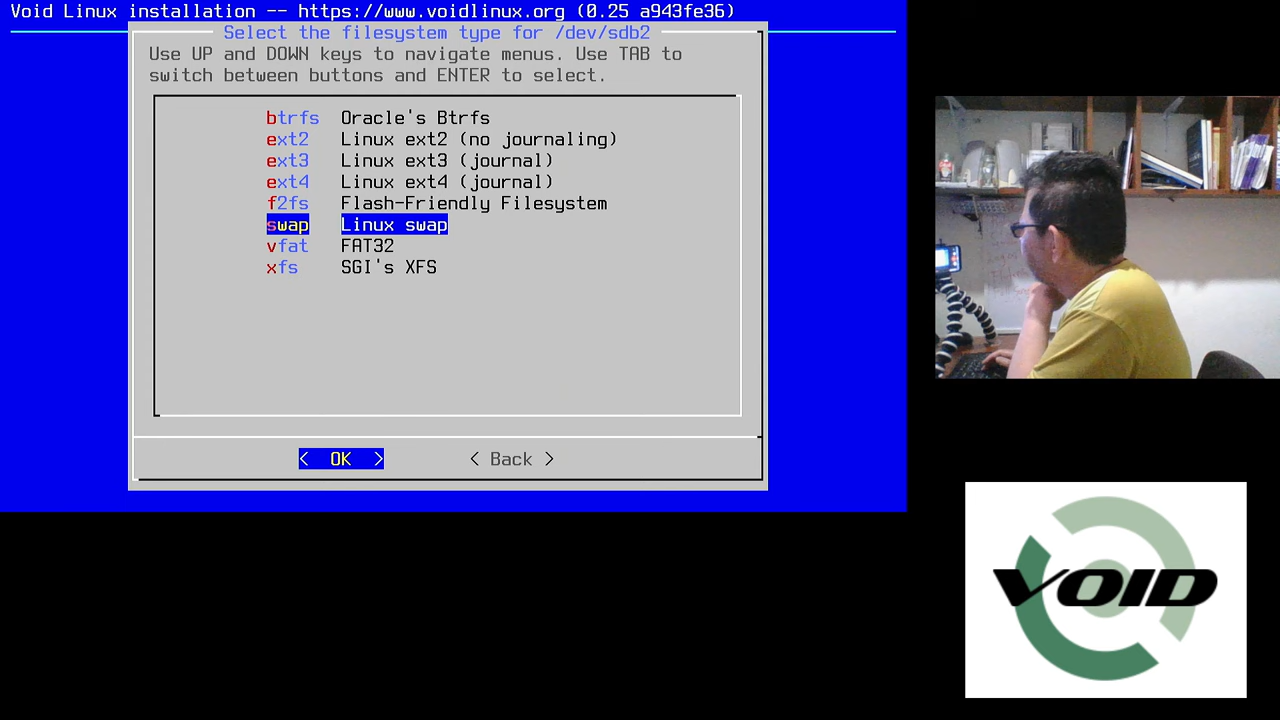 Void Linux installation -- https://www.voidlinux.org (0.25 a943fe36)
Select the filesystem type for /dev/sdb2
Use UP and DOWN keys to navigate menus. Use TAB to
switch between buttons and ENTER to select.
btrfs Oracle's Btrfs
ext2 Linux ext2 (no journaling)
ext3 Linux ext3 (journal)
ext4 Linux ext4 (journal)
f2fs Flash-Friendly Filesystem
swap Linux swap
vfat FAT32
xfs SGI's XFS
< OK > < Back >
VOID